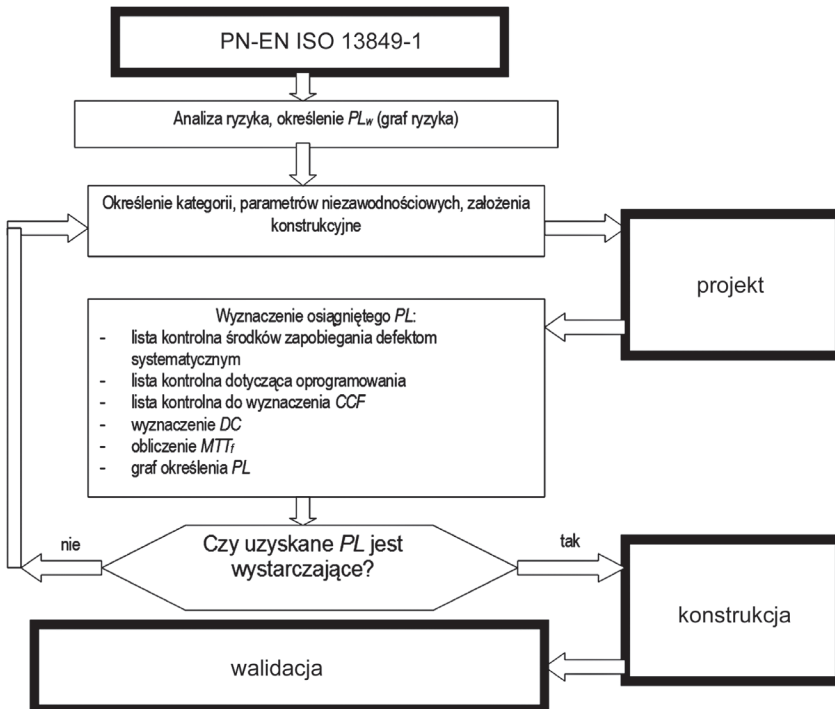 PN-EN ISO 13849-1
Analiza ryzyka, określenie PLw (graf ryzyka)
Określenie kategorii, parametrów niezawodnościowych, założenia
konstrukcyjne
projekt
Wyznaczenie osiągniętego PL:
- lista kontrolna środków zapobiegania defektom
systematycznym
- lista kontrolna dotycząca oprogramowania
- lista kontrolna do wyznaczenia CCF
- wyznaczenie DC
- obliczenie MTTf
- graf określenia PL
nie
Czy uzyskane PL jest
wystarczające?
tak
konstrukcja
walidacja